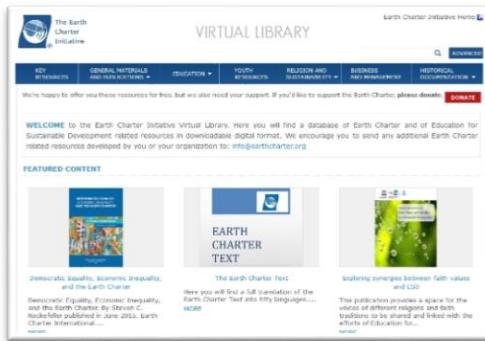 The Earth
Charter
Initiative
Earth Charter Initiative Home
VIRTUAL LIBRARY
ADVANCED
KEY RESOURCES
GENERAL MATERIALS AND PUBLICATIONS
EDUCATION
YOUTH RESOURCES
RELIGION AND SUSTAINABILITY
BUSINESS AND MANAGEMENT
HISTORICAL DOCUMENTATION
We're happy to offer you these resources for free, but we also need your support. If you'd like to support the Earth Charter, please donate.
DONATE
WELCOME to the Earth Charter Initiative Virtual Library. Here you will find a database of Earth Charter and of Education for
Sustainable Development related resources in downloadable digital format. We encourage you to send any additional Earth Charter
related resources developed by you or your organization to: info@earthcharter.org
FEATURED CONTENT
EARTH
CHARTER
TEXT
Democratic Equality, Economic Inequality,
and the Earth Charter
Democratic Equality, Economic Inequality,
and the Earth Charter By Steven C.
Rockefeller published in June 2015. Earth
Charter International....
MORE
The Earth Charter Text
Here you will find a full translation of the
Earth Charter Text into fifty languages....
MORE
Exploring synergies between faith values
and ESD
This publication provides a space for the
voices of different religions and faith
traditions to be shared and linked with the
efforts of Education for...
MORE